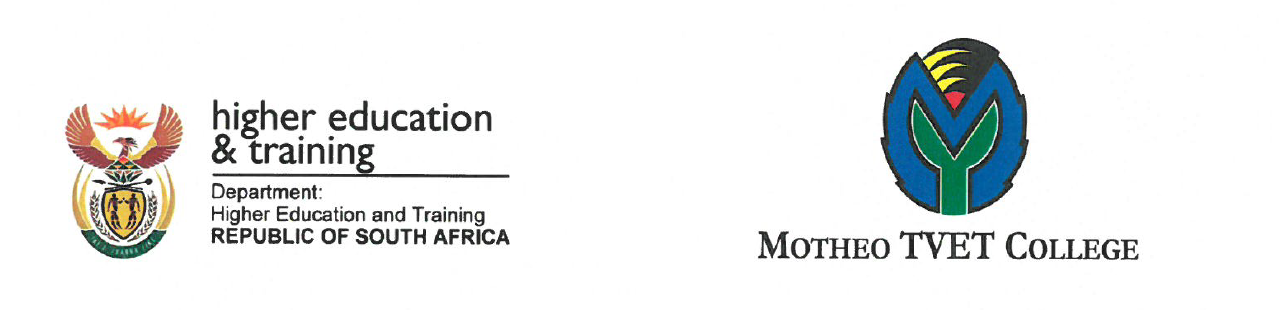 higher education
& training
Department:
Higher Education and Training
REPUBLIC OF SOUTH AFRICA
MOTHEO TVET COLLEGE